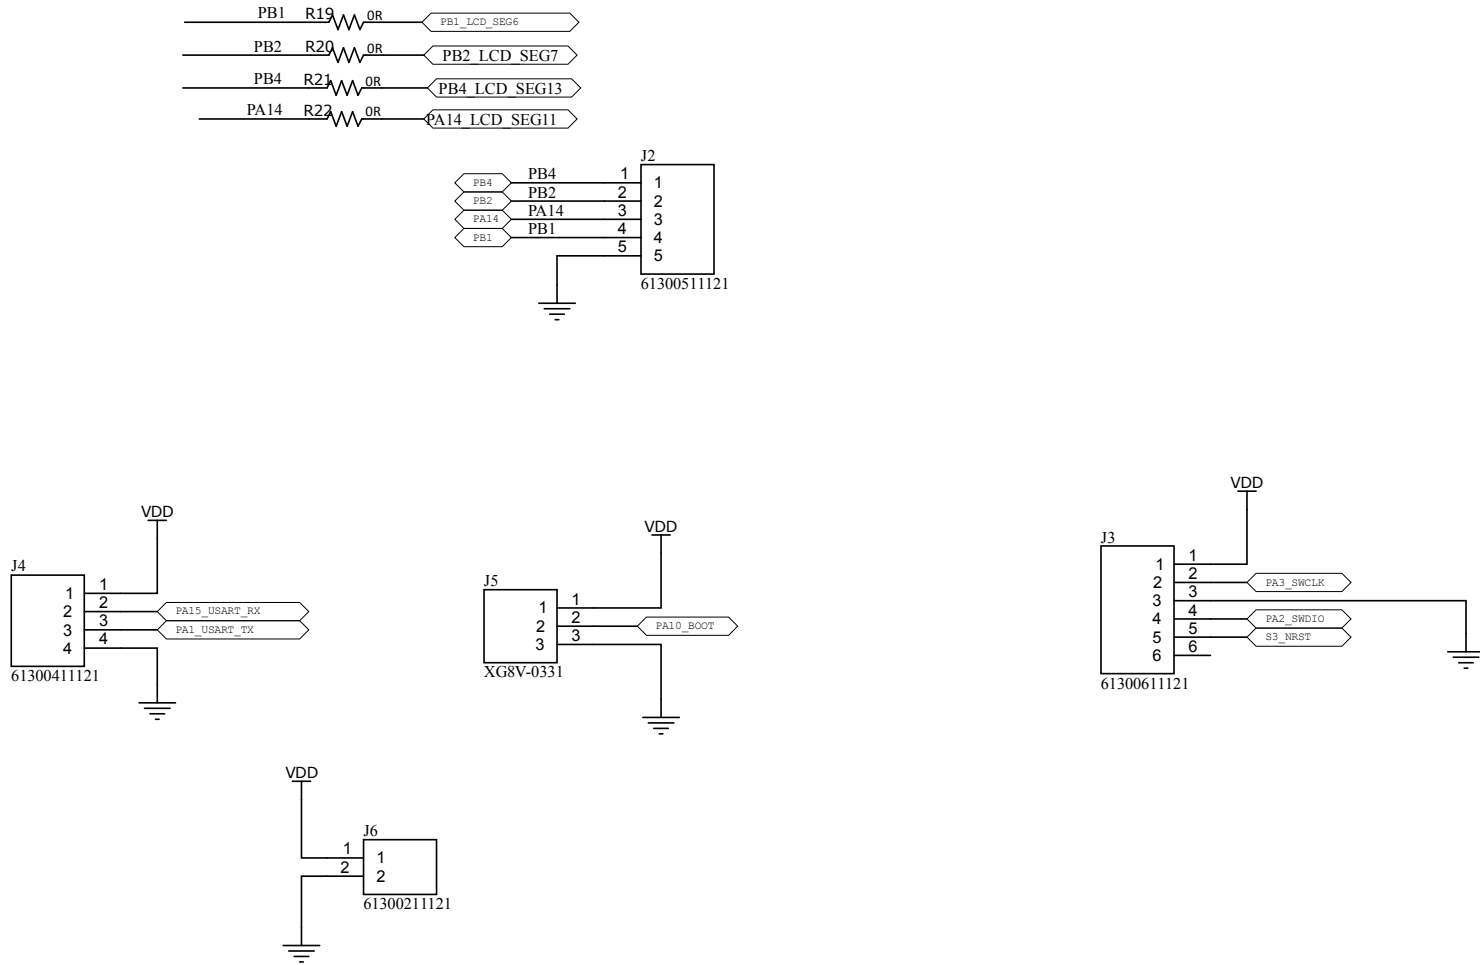 PB1 R19 0R PB1_LCD_SEG6
PB2 R20 0R PB2_LCD_SEG7
PB4 R21 0R PB4_LCD_SEG13
PA14 R22 0R PA14_LCD_SEG11
J2
PB4 PB4 1 1
PB2 PB2 2 2
PA14 PA14 3 3
PB1 PB1 4 4
5 5
61300511121
VDD
J4
1 1
2 2 PA15_USART_RX
3 3 PA1_USART_TX
4 4
61300411121
VDD
J5
1 1
2 2 PA10_BOOT
3 3
XG8V-0331
VDD
J3
1 1
2 2 PA3_SWCLK
3 3
4 4 PA2_SWDIO
5 5 S3_NRST
6 6
61300611121
VDD
J6
1 1
2 2
61300211121